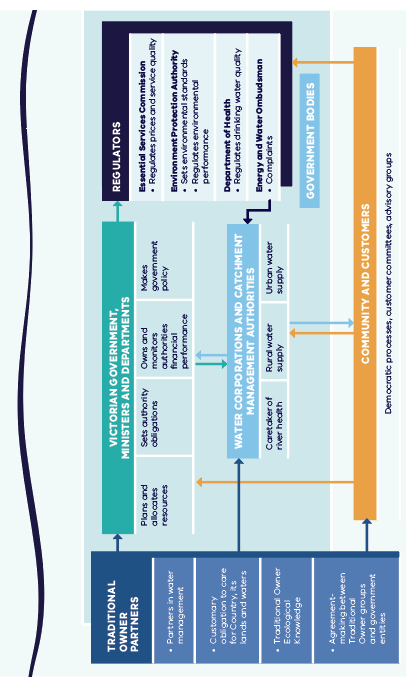 TRADITIONAL
OWNER
PARTNERS
• Partners in water
management
• Customary
obligation to care
for Country, its
lands and waters
• Traditional Owner
Ecological
Knowledge
• Agreement-
making between
Traditional
Owner groups
and government
entities
VICTORIAN GOVERNMENT,
MINISTERS AND DEPARTMENTS
Plans and
allocates
resources
Sets authority
obligations
Owns and
monitors
authorities
financial
performance
Makes
government
policy
WATER CORPORATIONS AND CATCHMENT
MANAGEMENT AUTHORITIES
Caretaker of
river health
Rural water
supply
Urban water
supply
REGULATORS
Essential Services Commission
• Regulates prices and service quality
Environment Protection Authority
• Sets environmental standards
• Regulates environmental
performance
Department of Health
• Regulates drinking water quality
Energy and Water Ombudsman
• Complaints
GOVERNMENT BODIES
COMMUNITY AND CUSTOMERS
Democratic processes, customer committees, advisory groups